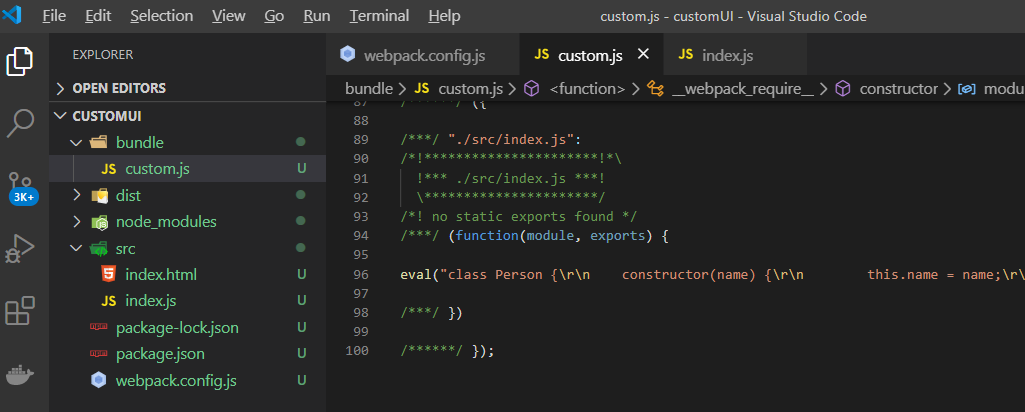 File Edit Selection View Go Run Terminal Help custom.js - customUI - Visual Studio Code
EXPLORER
OPEN EDITORS
CUSTOMUI
bundle
JS custom.js U
dist
node_modules
src
index.html U
JS index.js U
package-lock.json U
package.json U
webpack.config.js U
3K+
webpack.config.js JS custom.js JS index.js
bundle > JS custom.js > <function> > __webpack_require__ > constructor > modu
87 /******/ ({
88
89 /***/ "./src/index.js":
90 /*!**********************!*\
91 !*** ./src/index.js ***!
92 \**********************/
93 /*! no static exports found */
94 /***/ (function(module, exports) {
95
96 eval("class Person {\r\n    constructor(name) {\r\n        this.name = name;\r\
97
98 /***/ })
99
100 /******/ });